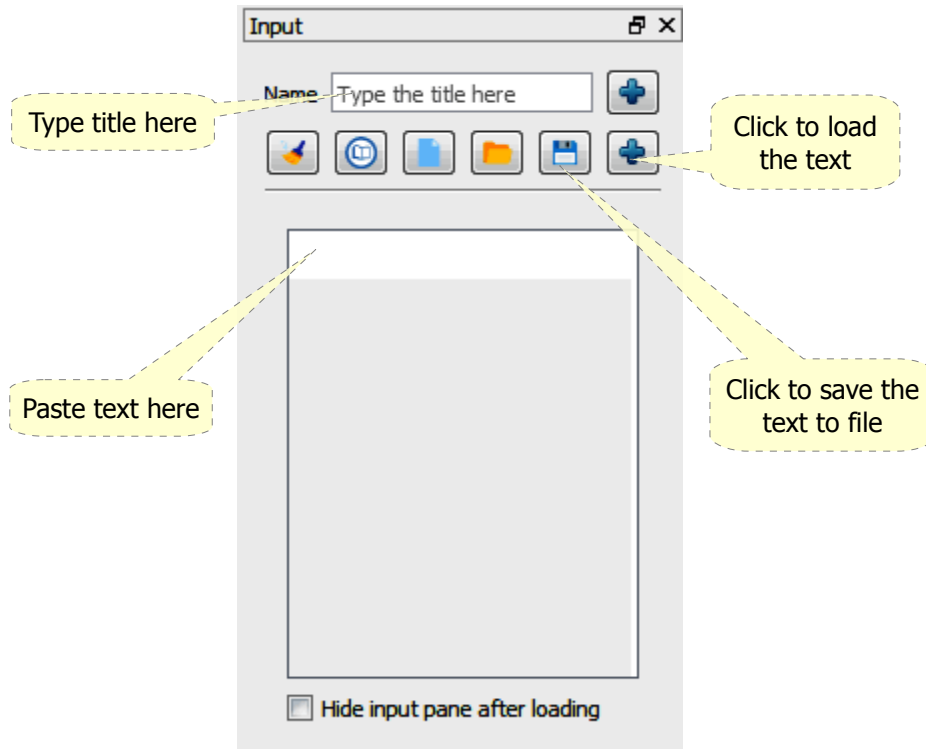 Input
Name
Type the title here
Type title here
Click to load
the text
Paste text here
Click to save the
text to file
Hide input pane after loading